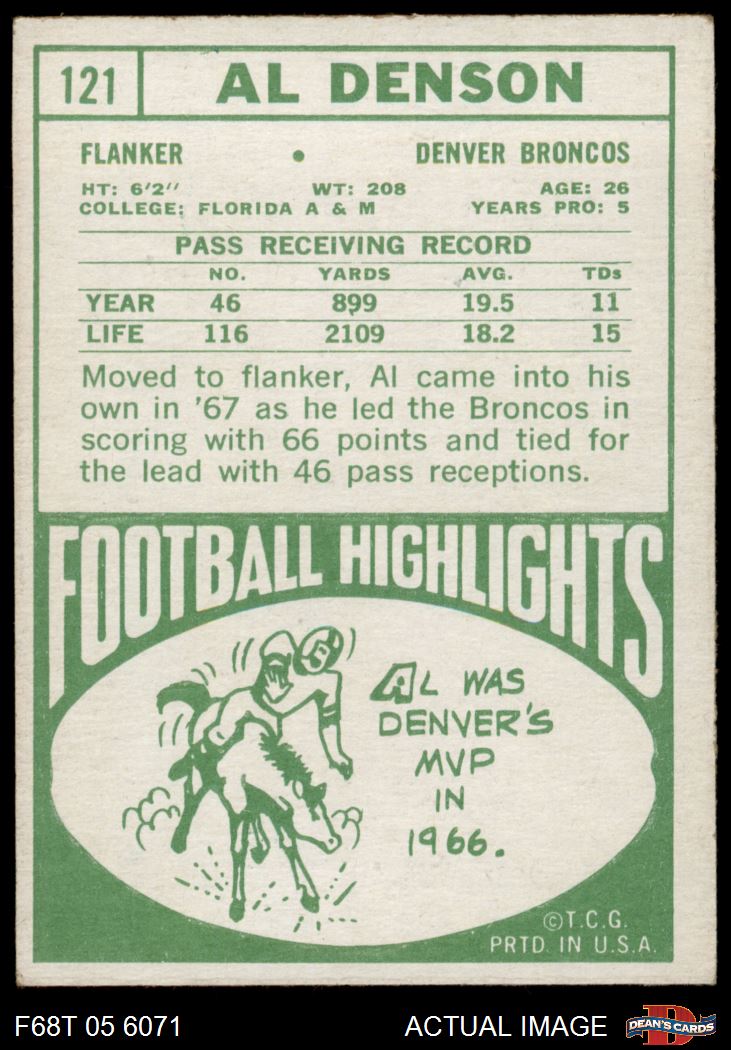 121 AL DENSON
FLANKER • DENVER BRONCOS
HT: 6'2" WT: 208 AGE: 26
COLLEGE: FLORIDA A & M YEARS PRO: 5
PASS RECEIVING RECORD
NO. YARDS AVG. TDs
YEAR 46 899 19.5 11
LIFE 116 2109 18.2 15
Moved to flanker, Al came into his
own in '67 as he led the Broncos in
scoring with 66 points and tied for
the lead with 46 pass receptions.
FOOTBALL HIGHLIGHTS
AL WAS
DENVER'S
MVP
IN
1966.
©T.C.G.
PRTD. IN U.S.A.
F68T 05 6071 ACTUAL IMAGE D DEAN'S CARDS